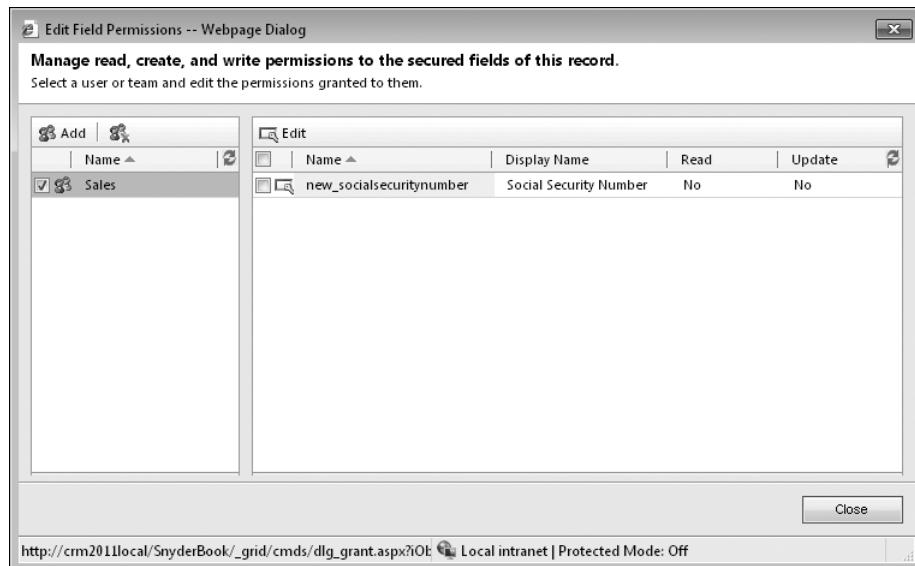 Edit Field Permissions -- Webpage Dialog
Manage read, create, and write permissions to the secured fields of this record.
Select a user or team and edit the permissions granted to them.
Add
Edit
Name
Name Display Name Read Update
Sales
new_socialsecuritynumber Social Security Number No No
Close
http://crm2011local/SnyderBook/_grid/cmds/dlg_grant.aspx?iOb Local intranet | Protected Mode: Off